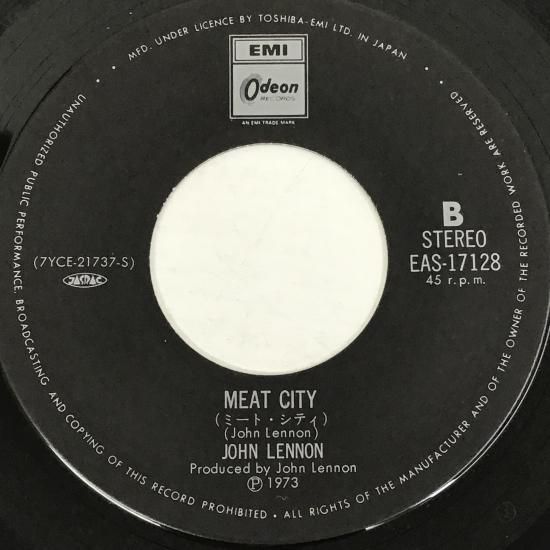 MFD. UNDER LICENCE BY TOSHIBA-EMI LTD. IN JAPAN
EMI
Odeon
RECORDS
AN EMI TRADE MARK
B
STEREO
(7YCE-21737-S)
EAS-17128
JASRAC
45 r.p.m.
MEAT CITY
(ミート・シティ)
(John Lennon)
JOHN LENNON
Produced by John Lennon
Ⓟ 1973
UNAUTHORIZED PUBLIC PERFORMANCE, BROADCASTING AND COPYING OF THIS RECORD PROHIBITED • ALL RIGHTS OF THE MANUFACTURER AND OF THE OWNER OF THE RECORDED WORK ARE RESERVED